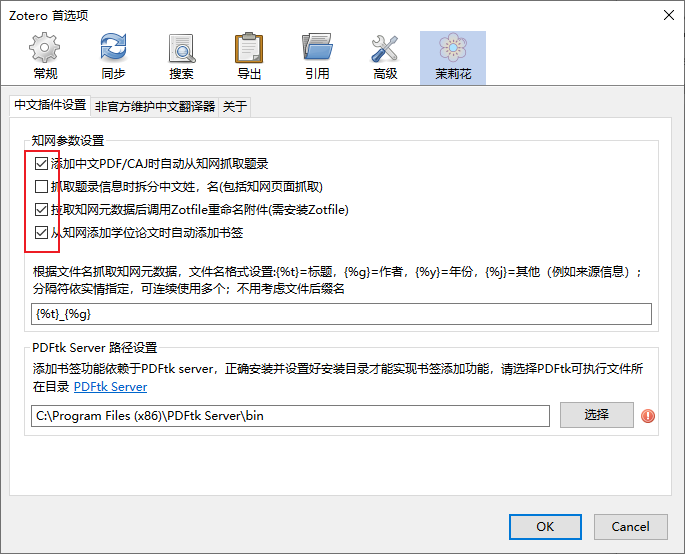 Zotero 首选项
常规 同步 搜索 导出 引用 高级 茉莉花
中文插件设置 非官方维护中文翻译器 关于
知网参数设置
添加中文PDF/CAJ时自动从知网抓取题录
抓取题录信息时拆分中文姓，名(包括知网页面抓取)
拉取知网元数据后调用Zotfile重命名附件(需安装Zotfile)
从知网添加学位论文时自动添加书签
根据文件名抓取知网元数据，文件名格式设置:{%t}=标题，{%g}=作者，{%y}=年份，{%j}=其他（例如来源信息）；
分隔符依实情指定，可连续使用多个；不用考虑文件后缀名
{%t}_{%g}
PDFtk Server 路径设置
添加书签功能依赖于PDFtk server，正确安装并设置好安装目录才能实现书签添加功能，请选择PDFtk可执行文件所
在目录 PDFtk Server
C:\Program Files (x86)\PDFtk Server\bin
选择
OK Cancel